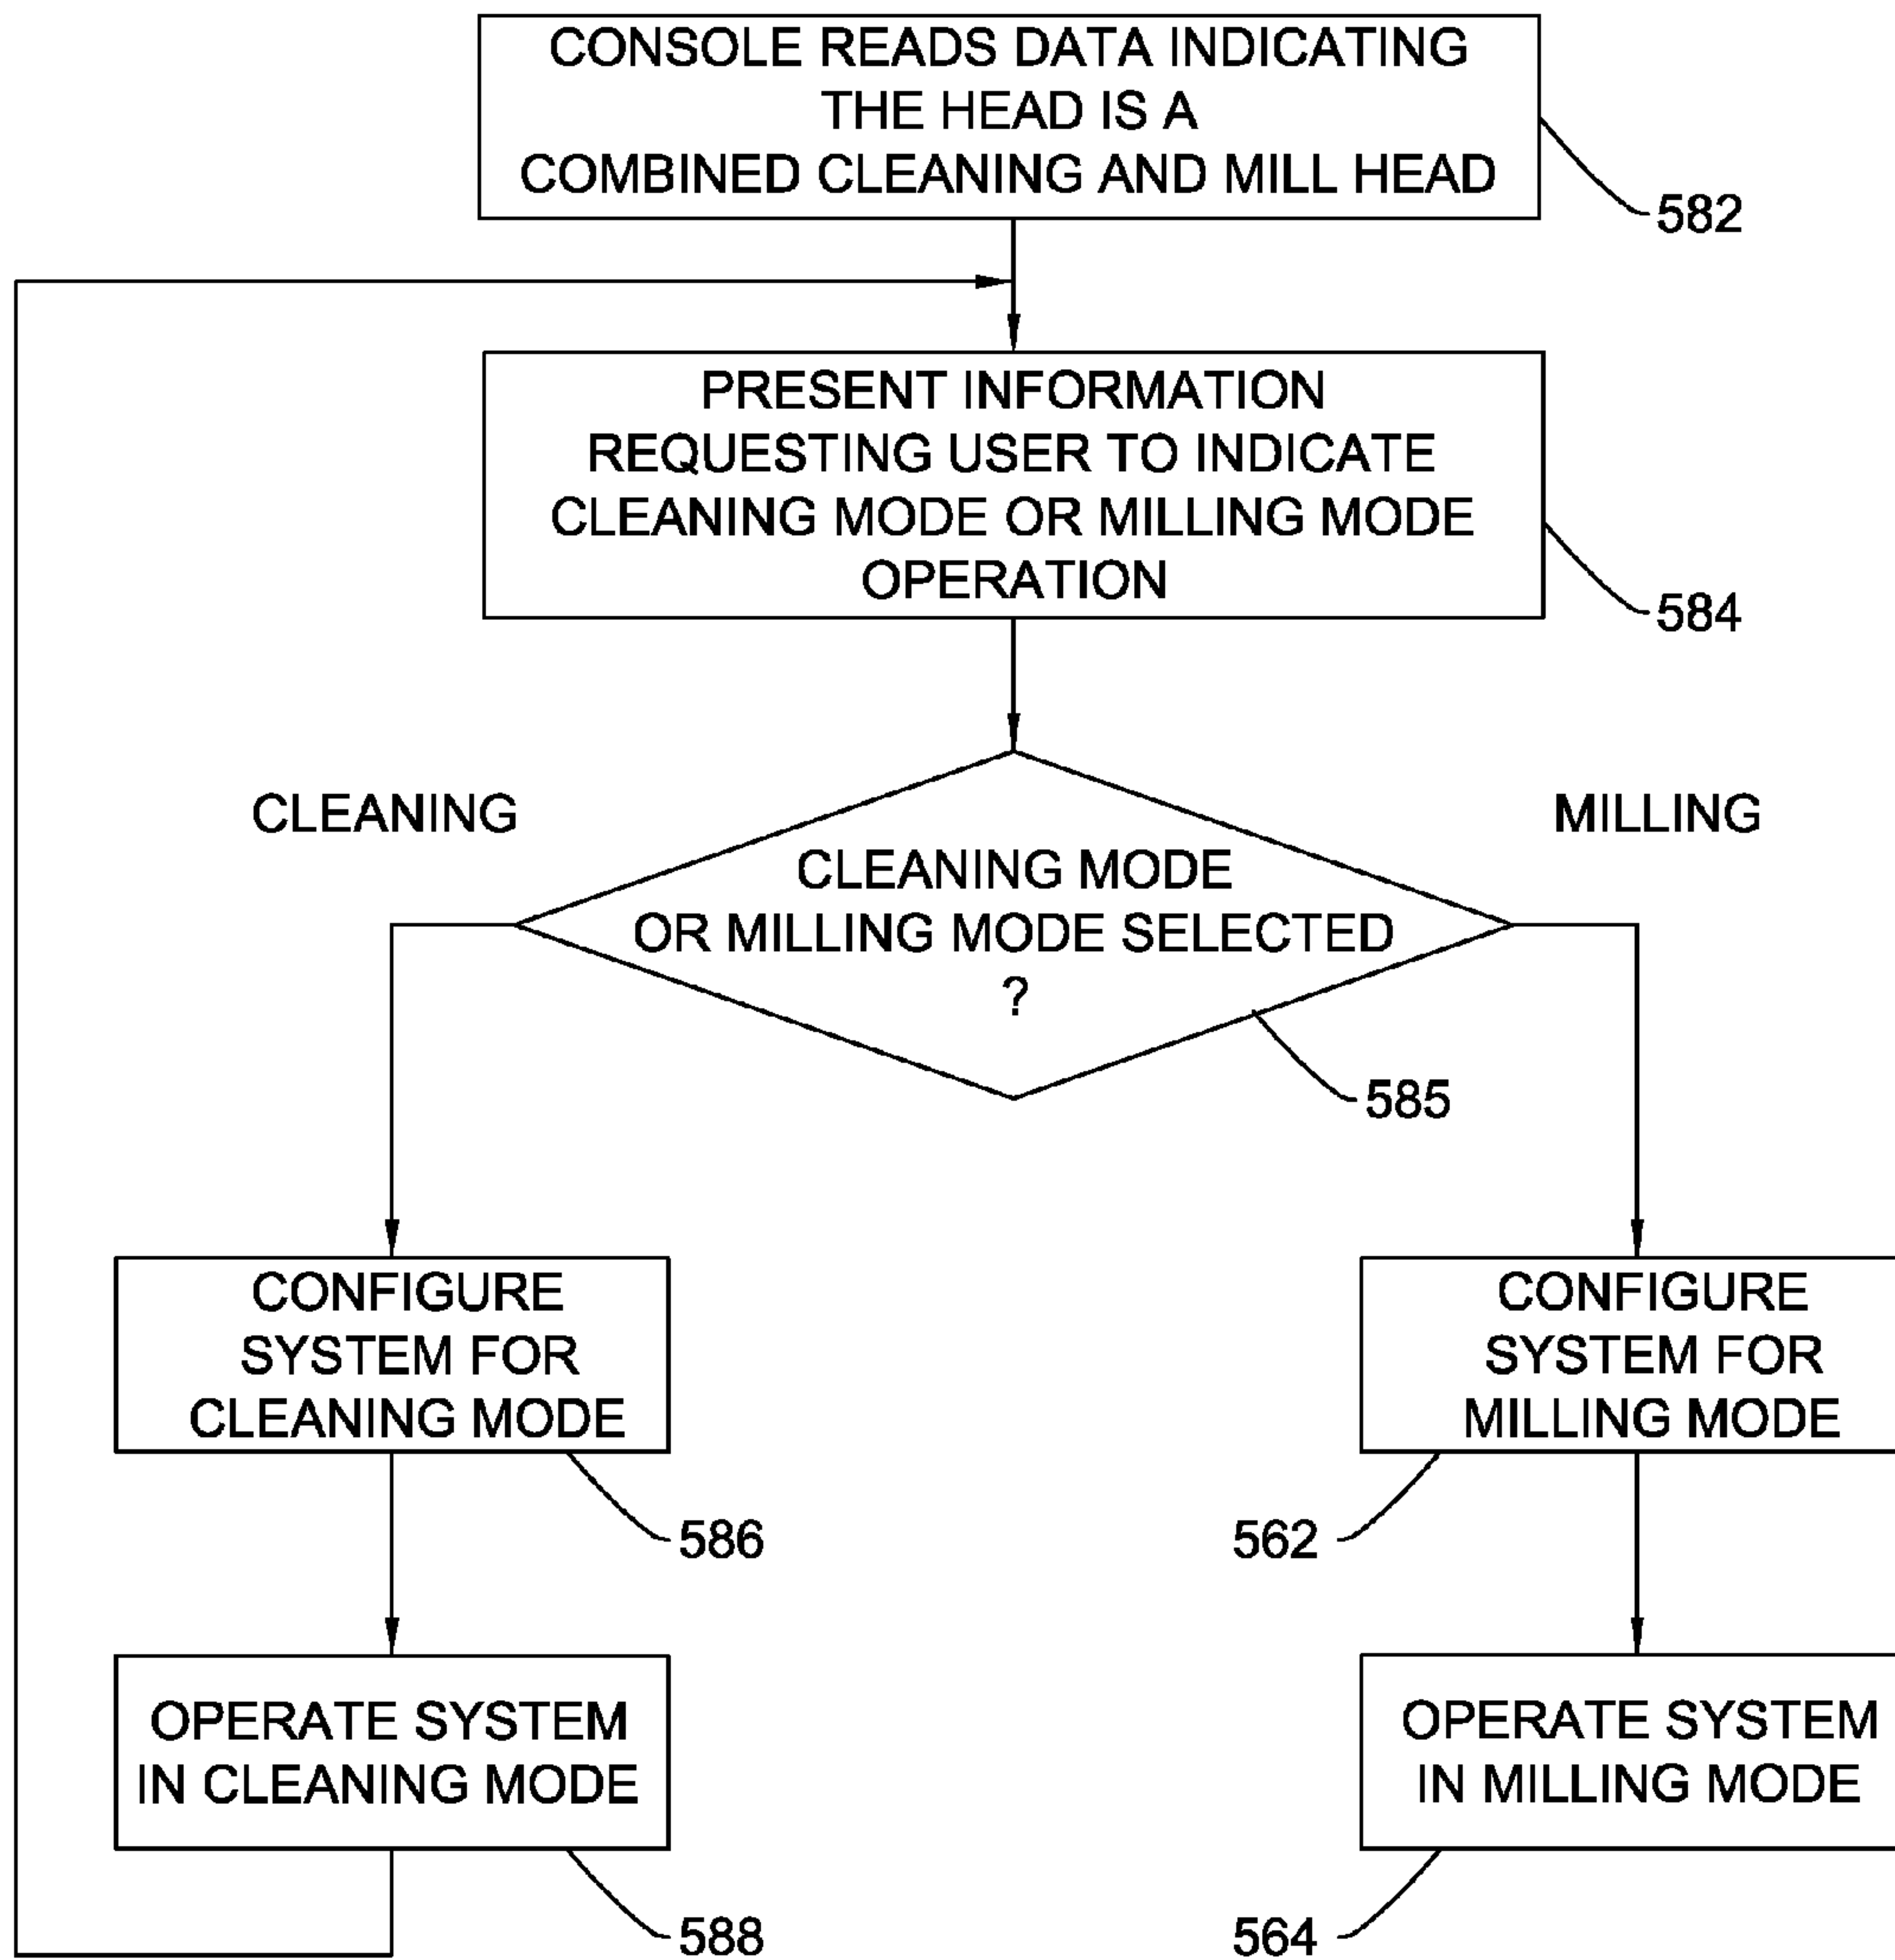 CONSOLE READS DATA INDICATING
THE HEAD IS A
COMBINED CLEANING AND MILL HEAD
582
PRESENT INFORMATION
REQUESTING USER TO INDICATE
CLEANING MODE OR MILLING MODE
OPERATION
584
CLEANING
MILLING
CLEANING MODE
OR MILLING MODE SELECTED
?
585
CONFIGURE
SYSTEM FOR
CLEANING MODE
586
CONFIGURE
SYSTEM FOR
MILLING MODE
562
OPERATE SYSTEM
IN CLEANING MODE
588
OPERATE SYSTEM
IN MILLING MODE
564